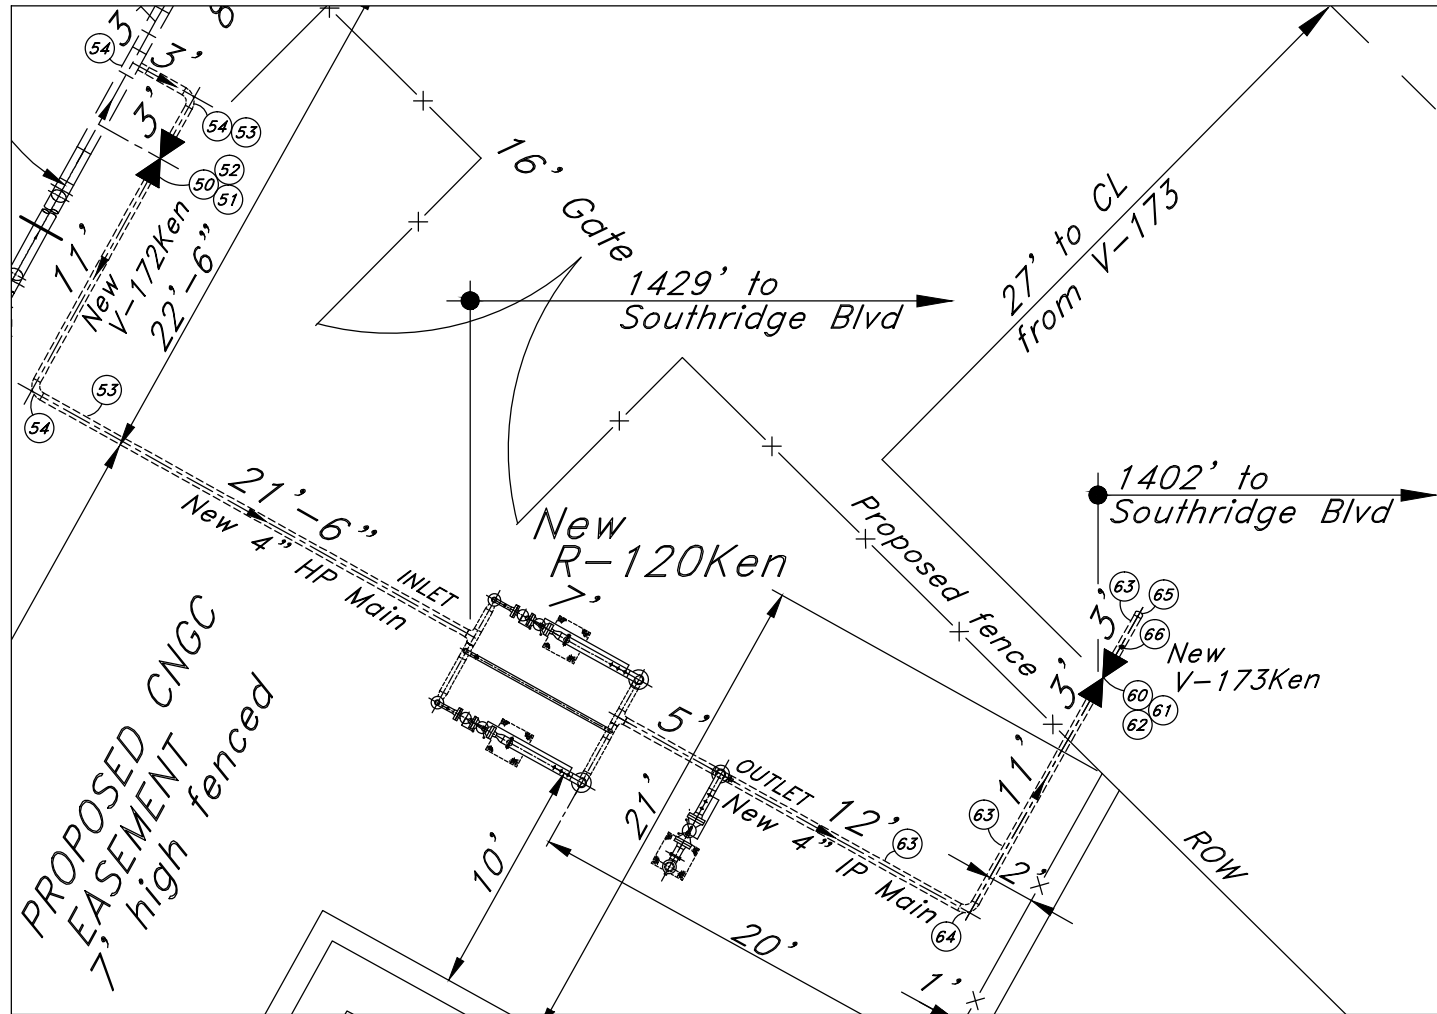 3'
8
54
3'
3'
54
53
52
50
51
11'
New
V-172Ken
22'-6"
16' Gate
1429' to
Southridge Blvd
27' to CL
from V-173
53
54
21'-6"
New 4" HP Main
INLET
New
R-120Ken
7'
Proposed fence
1402' to
Southridge Blvd
63
65
3'
66
New
V-173Ken
3'
60
61
62
5'
21'
OUTLET
12'
New 4" IP Main
63
11'
63
2'
64
ROW
10'
20'
1'
PROPOSED CNGC
EASEMENT
7' high fenced